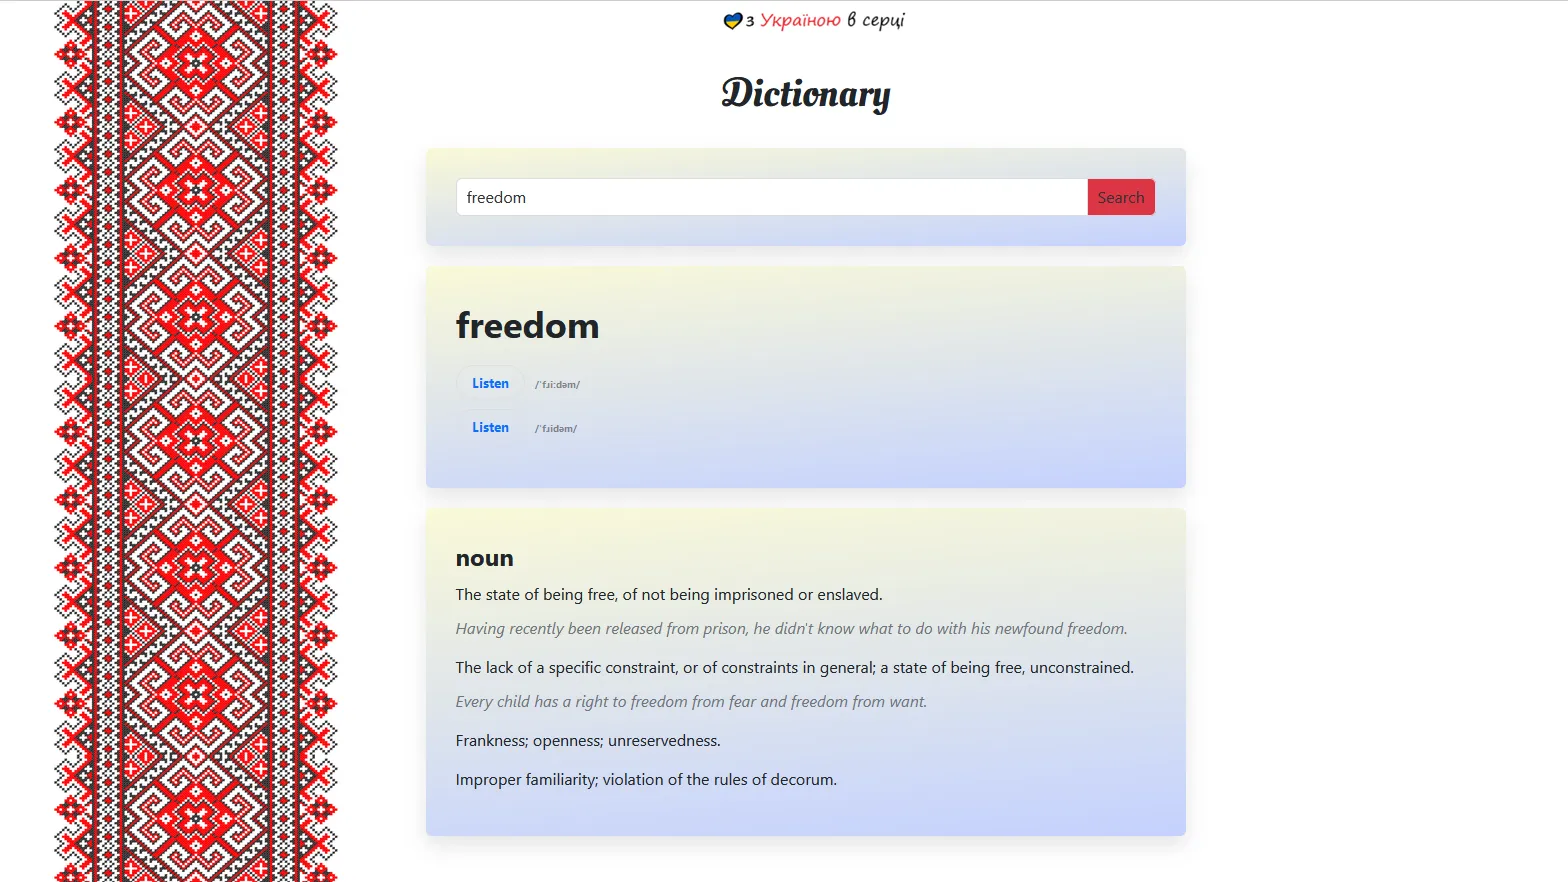 з Україною в серці
Dictionary
freedom
Search
freedom
Listen /ˈfɹiːdəm/
Listen /ˈfɹidəm/
noun
The state of being free, of not being imprisoned or enslaved.
Having recently been released from prison, he didn't know what to do with his newfound freedom.
The lack of a specific constraint, or of constraints in general; a state of being free, unconstrained.
Every child has a right to freedom from fear and freedom from want.
Frankness; openness; unreservedness.
Improper familiarity; violation of the rules of decorum.